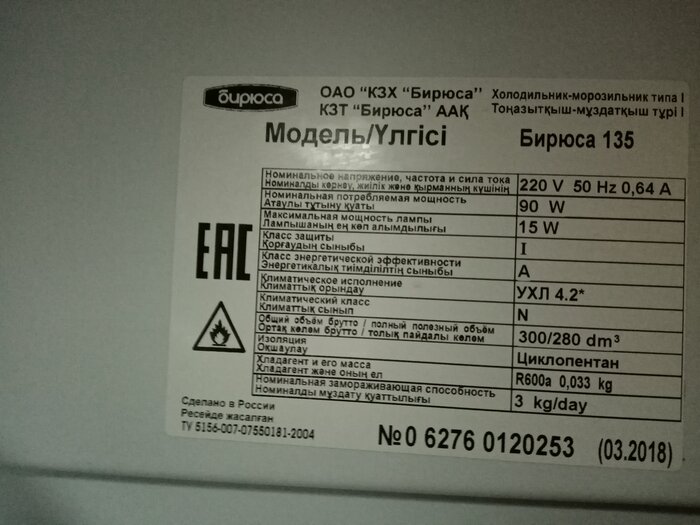 бирюса
ОАО "КЗХ "Бирюса" Холодильник-морозильник типа I
КЗТ "Бирюса" ААҚ Тоңазытқыш-мұздатқыш түрі I
Модель/Үлгісі Бирюса 135
Номинальное напряжение, частота и сила тока
Номиналды кернеу, жиілік және қырманның күшінің 220 V 50 Hz 0,64 A
Номинальная потребляемая мощность
Атаулы тұтыну қуаты 90 W
Максимальная мощность лампы
Лампышаның ең көп алымдылығы 15 W
Класс защиты
Қорғаудың сыныбы I
Класс энергетической эффективности
Энергетикалық тиімділтің сыныбы A
Климатическое исполнение
Климаттық орындау УХЛ 4.2*
Климатический класс
Климаттық сынып N
Общий объём брутто / полный полезный объём
Ортақ көлем брутто / толық пайдалы көлем 300/280 dm³
Изоляция
Оқшаулау Циклопентан
Хладагент и его масса
Хладагент және оның ел R600a 0,033 kg
Номинальная замораживающая способность
Номиналды мұздату қуаттылығы 3 kg/day
EAC
Сделано в России
Ресейде жасалған
ТУ 5156-007-07550181-2004
№0 6276 0120253 (03.2018)